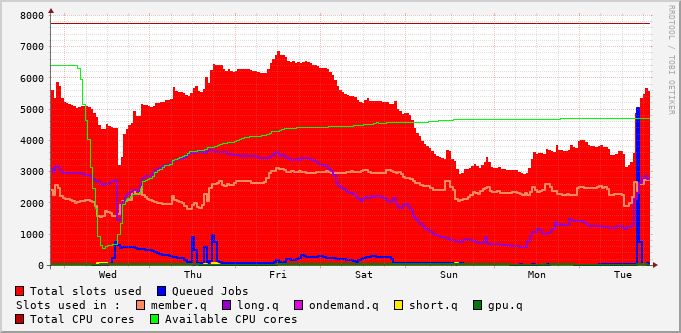 8000
7000
6000
5000
4000
3000
2000
1000
0
Wed Thu Fri Sat Sun Mon Tue
RRDTOOL / TOBI OETIKER
Total slots used Queued Jobs
Slots used in : member.q long.q ondemand.q short.q gpu.q
Total CPU cores Available CPU cores